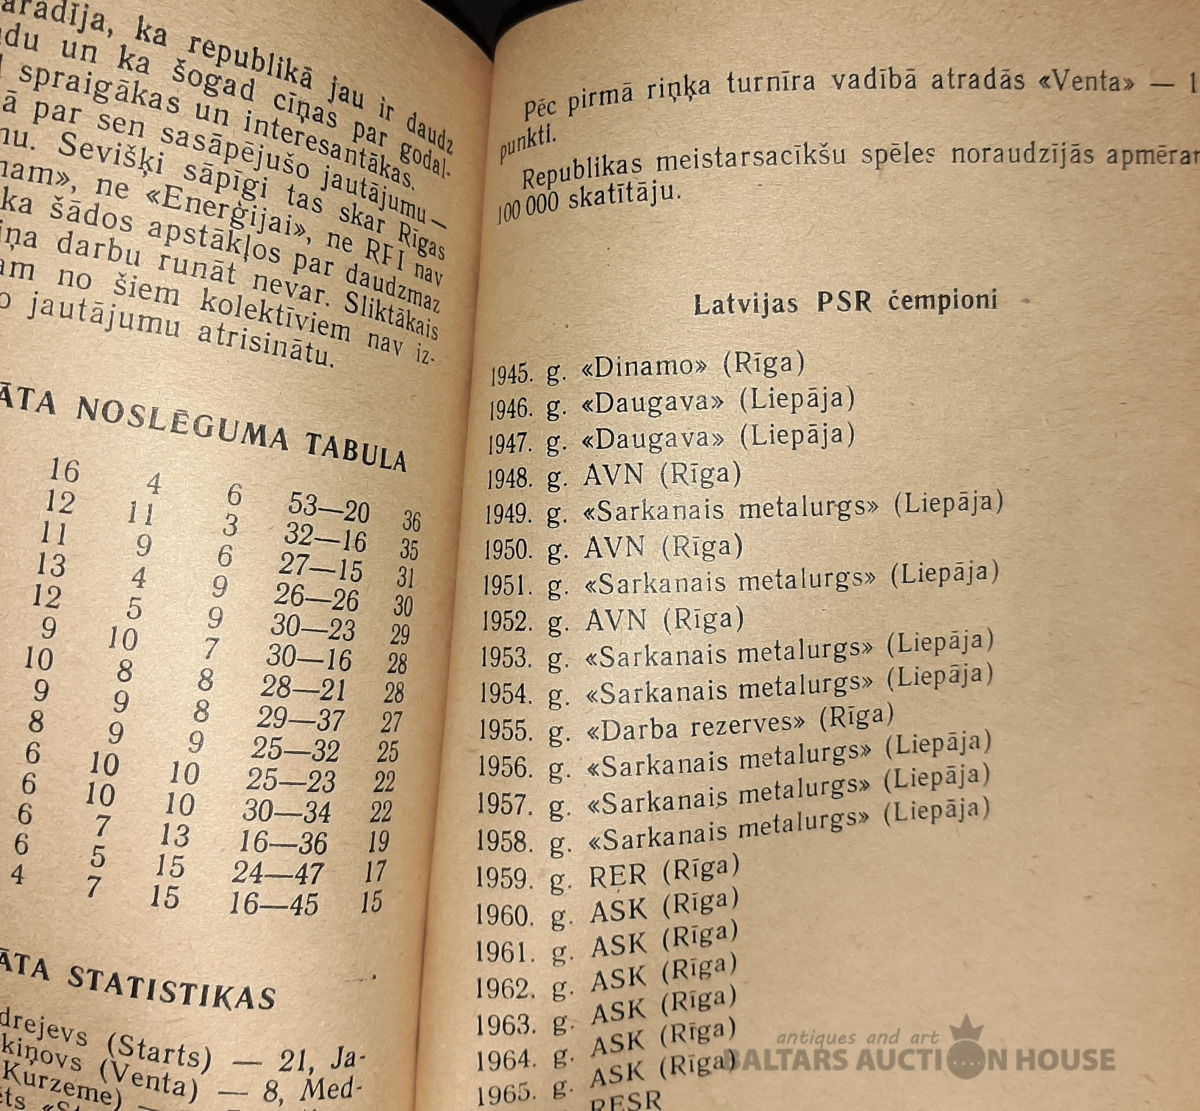 arādīja, ka republikā jau ir daudz
du un ka šogad cīņas par godal-
spraigākas un interesantākas.
ā par sen sasāpējušo jautājumu —
nu. Sevišķi sāpīgi tas skar Rīgas
nam», ne «Enerģijai», ne RFI nav
ka šādos apstākļos par daudzmaz
iņa darbu runāt nevar. Sliktākais
am no šiem kolektīviem nav iz-
o jautājumu atrisinātu.
ĀTA NOSLĒGUMA TABULA
16 4 6 53—20 36
12 11 3 32—16 35
11 9 6 27—15 31
13 4 9 26—26 30
12 5 9 30—23 29
9 10 7 30—16 28
10 8 8 28—21 28
9 9 8 29—37 27
8 9 9 25—32 25
6 10 10 25—23 22
6 10 10 30—34 22
6 7 13 16—36 19
6 5 15 24—47 17
4 7 15 16—45 15
ĀTA STATISTIKAS
drejevs (Starts) — 21, Ja-
kiņovs (Venta) — 8, Med-
Kurzeme)
Pēc pirmā riņķa turnīra vadībā atradās «Venta» — 1
punkti.
Republikas meistarsacīkšu spēles noraudzījās apmēram
100 000 skatītāju.
Latvijas PSR čempioni
1945. g. «Dinamo» (Rīga)
1946. g. «Daugava» (Liepāja)
1947. g. «Daugava» (Liepāja)
1948. g. AVN (Rīga)
1949. g. «Sarkanais metalurgs» (Liepāja)
1950. g. AVN (Rīga)
1951. g. «Sarkanais metalurgs» (Liepāja)
1952. g. AVN (Rīga)
1953. g. «Sarkanais metalurgs» (Liepāja)
1954. g. «Sarkanais metalurgs» (Liepāja)
1955. g. «Darba rezerves» (Rīga)
1956. g. «Sarkanais metalurgs» (Liepāja)
1957. g. «Sarkanais metalurgs» (Liepāja)
1958. g. «Sarkanais metalurgs» (Liepāja)
1959. g. RER (Rīga)
1960. g. ASK (Rīga)
1961. g. ASK (Rīga)
1962. g. ASK (Rīga)
1963. g. ASK (Rīga)
1964. g. ASK (Rīga)
1965. g. ASK (Rīga)
RESR
antiques and art
BALTARS AUCTION HOUSE